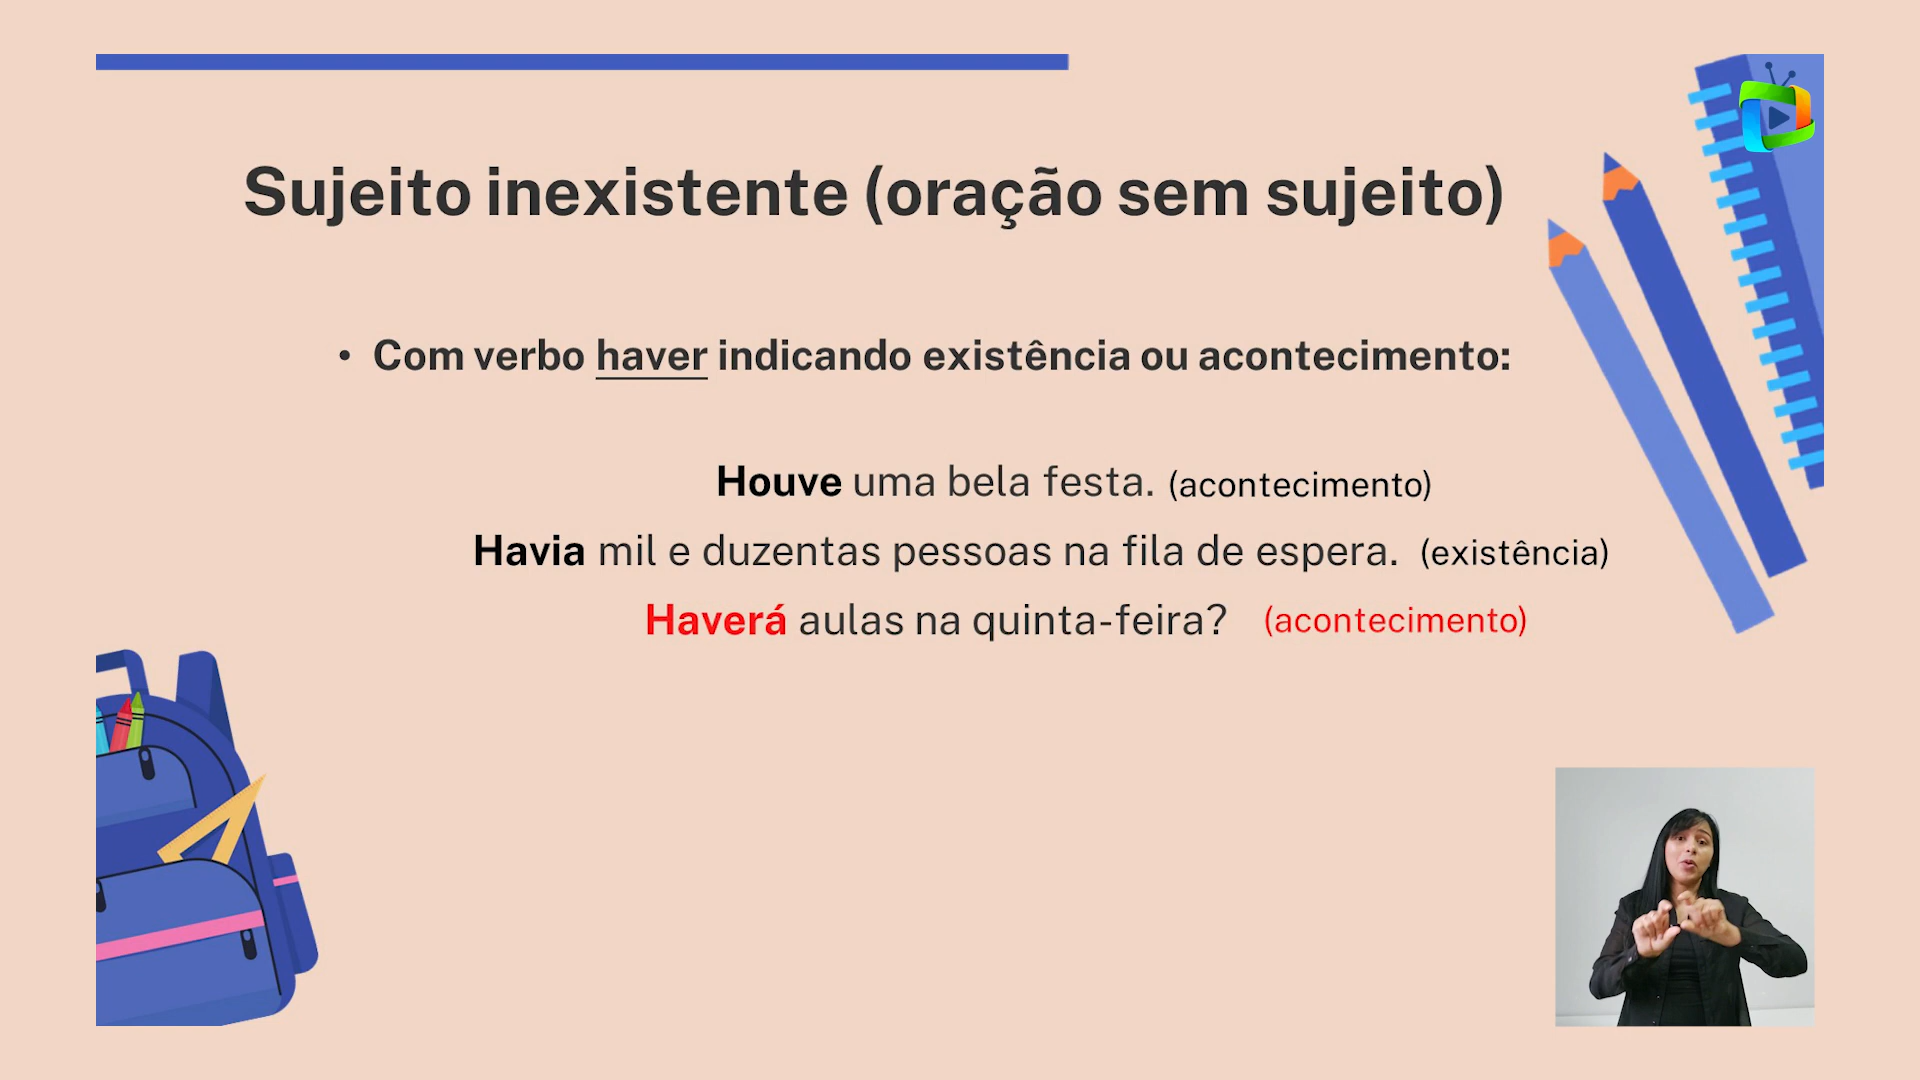 Sujeito inexistente (oração sem sujeito)
• Com verbo haver indicando existência ou acontecimento:
Houve uma bela festa. (acontecimento)
Havia mil e duzentas pessoas na fila de espera. (existência)
Haverá aulas na quinta-feira? (acontecimento)